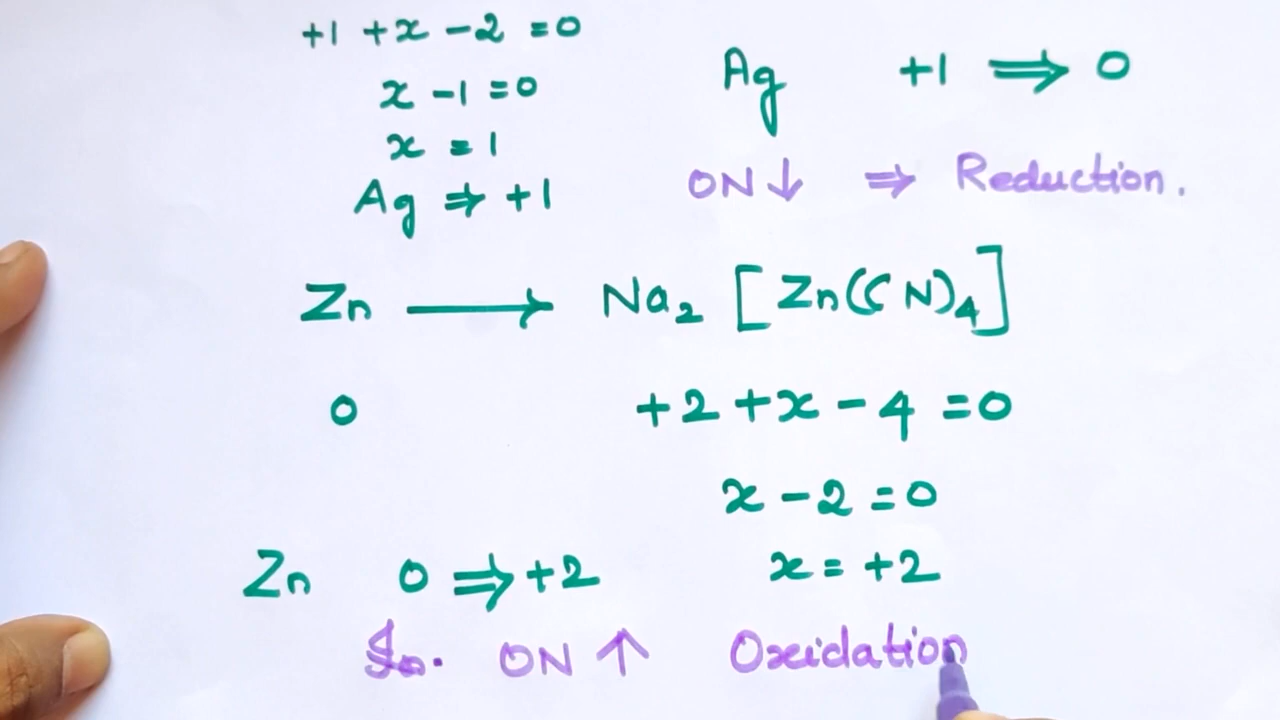 +1 +x -2 =0
x -1 =0
x = 1
Ag ⇒ +1
Ag +1 ⟹ 0
ON ↓ ⇒ Reduction.
Zn ⟶ Na₂ [Zn(CN)₄]
0 +2 +x - 4 =0
x - 2 = 0
x = +2
Zn 0 ⇒ +2
ON ↑ Oxidation